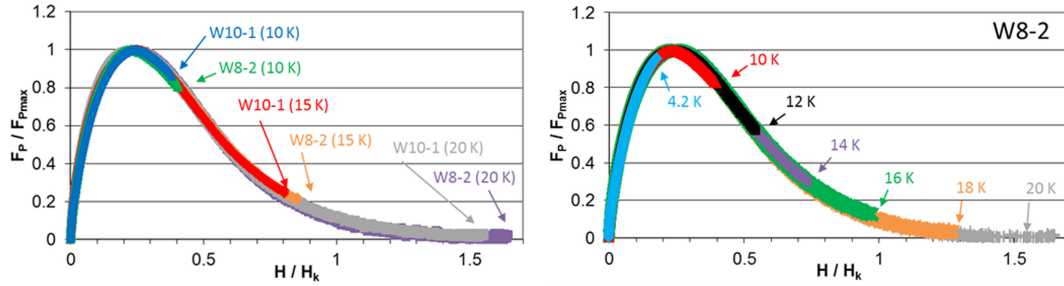 1.2
1
0.8
0.6
0.4
0.2
0
F_P / F_Pmax
W10-1 (10 K)
W8-2 (10 K)
W10-1 (15 K)
W8-2 (15 K)
W10-1 (20 K)
W8-2 (20 K)
0 0.5 1 1.5
H / H_k
W8-2
1.2
1
0.8
0.6
0.4
0.2
0
F_P / F_Pmax
10 K
4.2 K
12 K
14 K
16 K
18 K
20 K
0 0.5 1 1.5
H / H_k